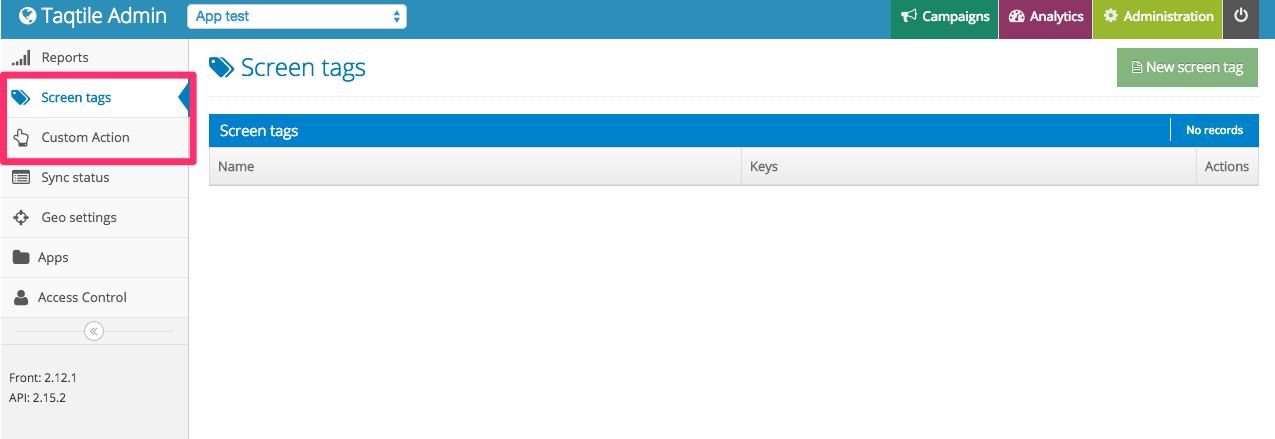 Taqtile Admin
App test
Campaigns
Analytics
Administration
Reports
Screen tags
Custom Action
Sync status
Geo settings
Apps
Access Control
Front: 2.12.1
API: 2.15.2
Screen tags
New screen tag
Screen tags
No records
Name
Keys
Actions